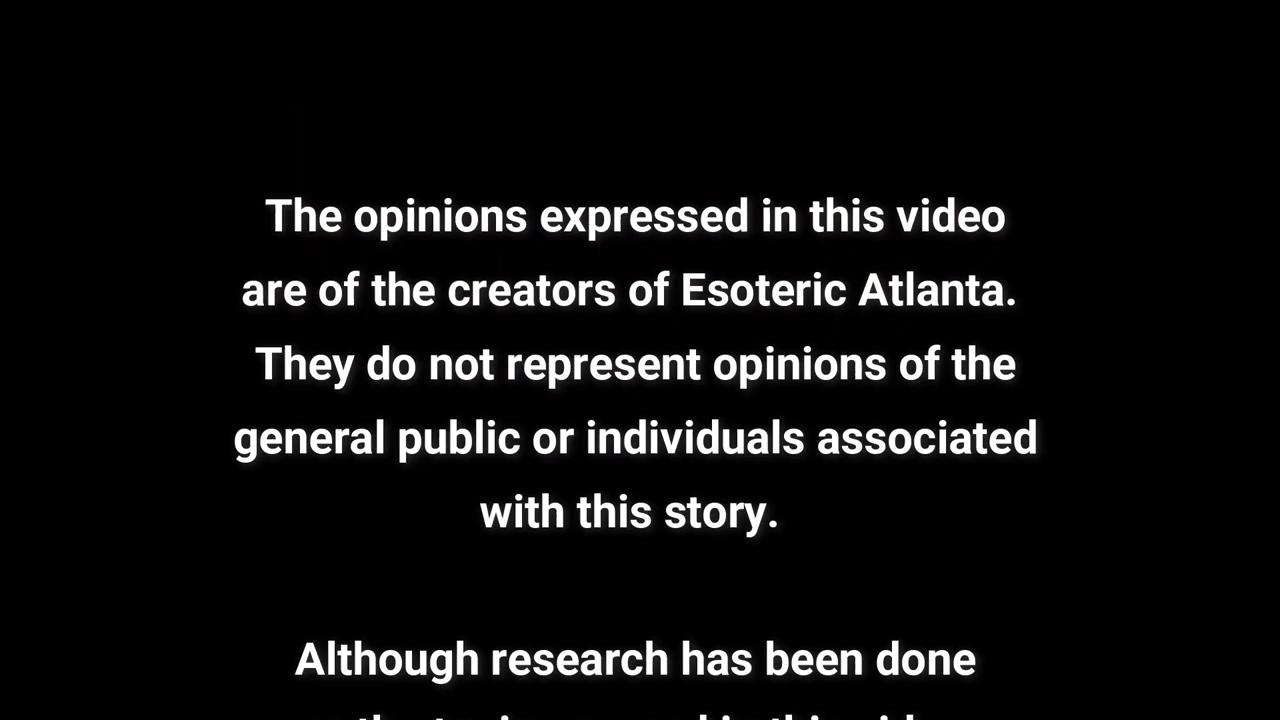 The opinions expressed in this video
are of the creators of Esoteric Atlanta.
They do not represent opinions of the
general public or individuals associated
with this story.
Although research has been done